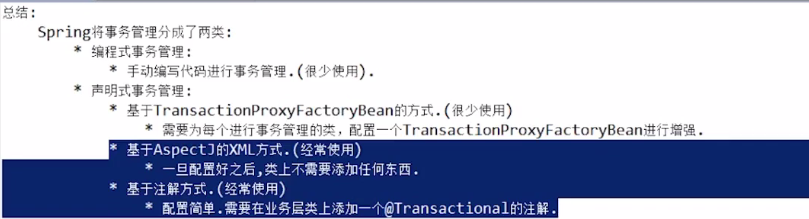 总结:
Spring将事务管理分成了两类:
* 编程式事务管理:
* 手动编写代码进行事务管理.(很少使用).
* 声明式事务管理:
* 基于TransactionProxyFactoryBean的方式.(很少使用)
* 需要为每个进行事务管理的类，配置一个TransactionProxyFactoryBean进行增强.
* 基于AspectJ的XML方式.(经常使用)
* 一旦配置好之后,类上不需要添加任何东西.
* 基于注解方式.(经常使用)
* 配置简单.需要在业务层类上添加一个@Transactional的注解.